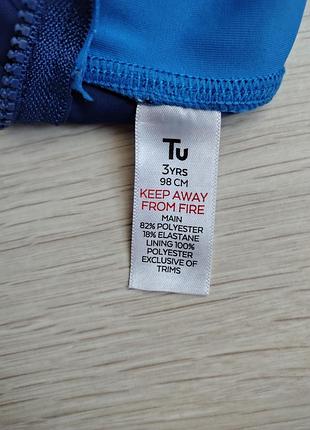 Tu
3YRS
98 CM
KEEP AWAY
FROM FIRE
MAIN
82% POLYESTER
18% ELASTANE
LINING 100%
POLYESTER
EXCLUSIVE OF
TRIMS